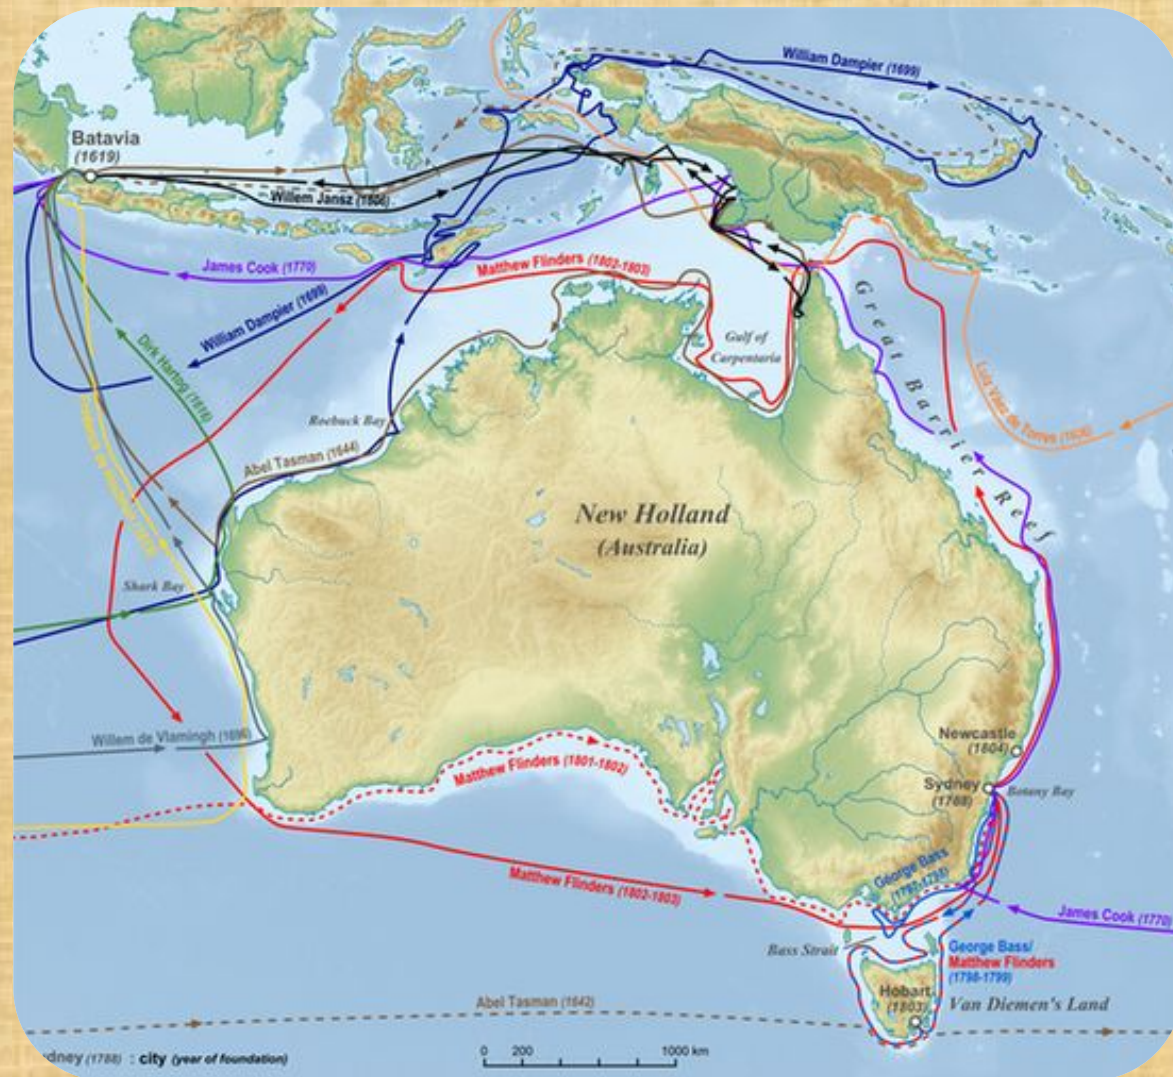 William Dampier (1699)
Batavia
(1619)
Willem Jansz (1606)
James Cook (1770)
Matthew Flinders (1802-1803)
William Dampier (1699)
Great Barrier Reef
Gulf of
Carpentaria
Dirk Hartog (1616)
Luis Váez de Torres (1606)
Roebuck Bay
Abel Tasman (1644)
New Holland
(Australia)
Shark Bay
Willem de Vlamingh (1696)
Newcastle
(1804)
Matthew Flinders (1801-1802)
Sydney
(1788)
Botany Bay
George Bass
(1797-1798)
Matthew Flinders (1802-1803)
James Cook (1770)
Bass Strait
George Bass/
Matthew Flinders
(1798-1799)
Hobart
(1803)
Van Diemen's Land
Abel Tasman (1642)
dney (1788) : city (year of foundation)
0 200 1000 km